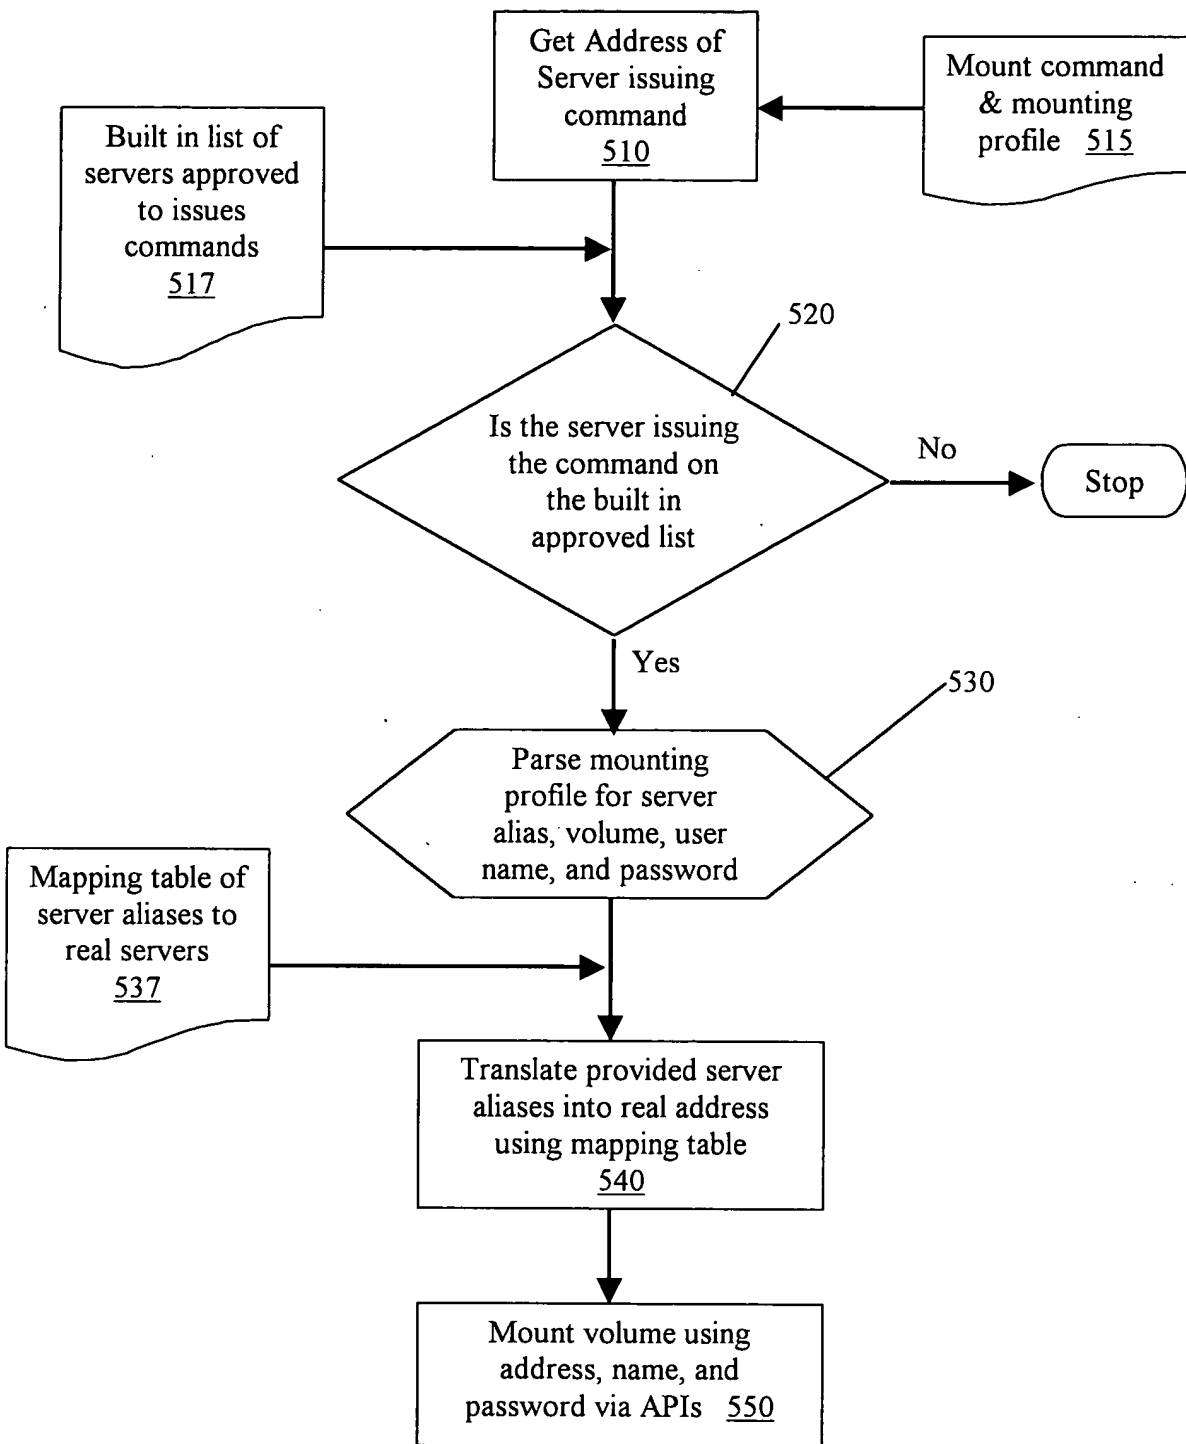 Get Address of
Server issuing
command
510
Mount command
& mounting
profile 515
Built in list of
servers approved
to issues
commands
517
520
Is the server issuing
the command on
the built in
approved list
No
Stop
Yes
530
Parse mounting
profile for server
alias, volume, user
name, and password
Mapping table of
server aliases to
real servers
537
Translate provided server
aliases into real address
using mapping table
540
Mount volume using
address, name, and
password via APIs 550